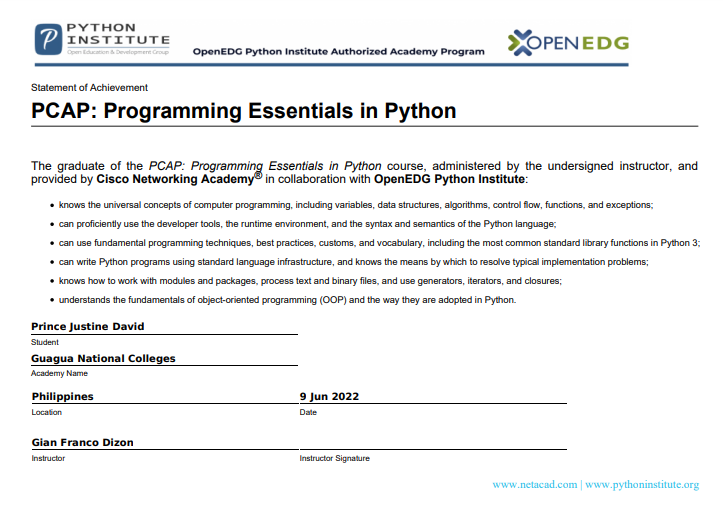 PYTHON
INSTITUTE
Open Education & Development Group
OpenEDG Python Institute Authorized Academy Program
OPENEDG
Statement of Achievement
PCAP: Programming Essentials in Python
The graduate of the PCAP: Programming Essentials in Python course, administered by the undersigned instructor, and
provided by Cisco Networking Academy® in collaboration with OpenEDG Python Institute:
• knows the universal concepts of computer programming, including variables, data structures, algorithms, control flow, functions, and exceptions;
• can proficiently use the developer tools, the runtime environment, and the syntax and semantics of the Python language;
• can use fundamental programming techniques, best practices, customs, and vocabulary, including the most common standard library functions in Python 3;
• can write Python programs using standard language infrastructure, and knows the means by which to resolve typical implementation problems;
• knows how to work with modules and packages, process text and binary files, and use generators, iterators, and closures;
• understands the fundamentals of object-oriented programming (OOP) and the way they are adopted in Python.
Prince Justine David
Student
Guagua National Colleges
Academy Name
Philippines 9 Jun 2022
Location Date
Gian Franco Dizon
Instructor Instructor Signature
www.netacad.com | www.pythoninstitute.org